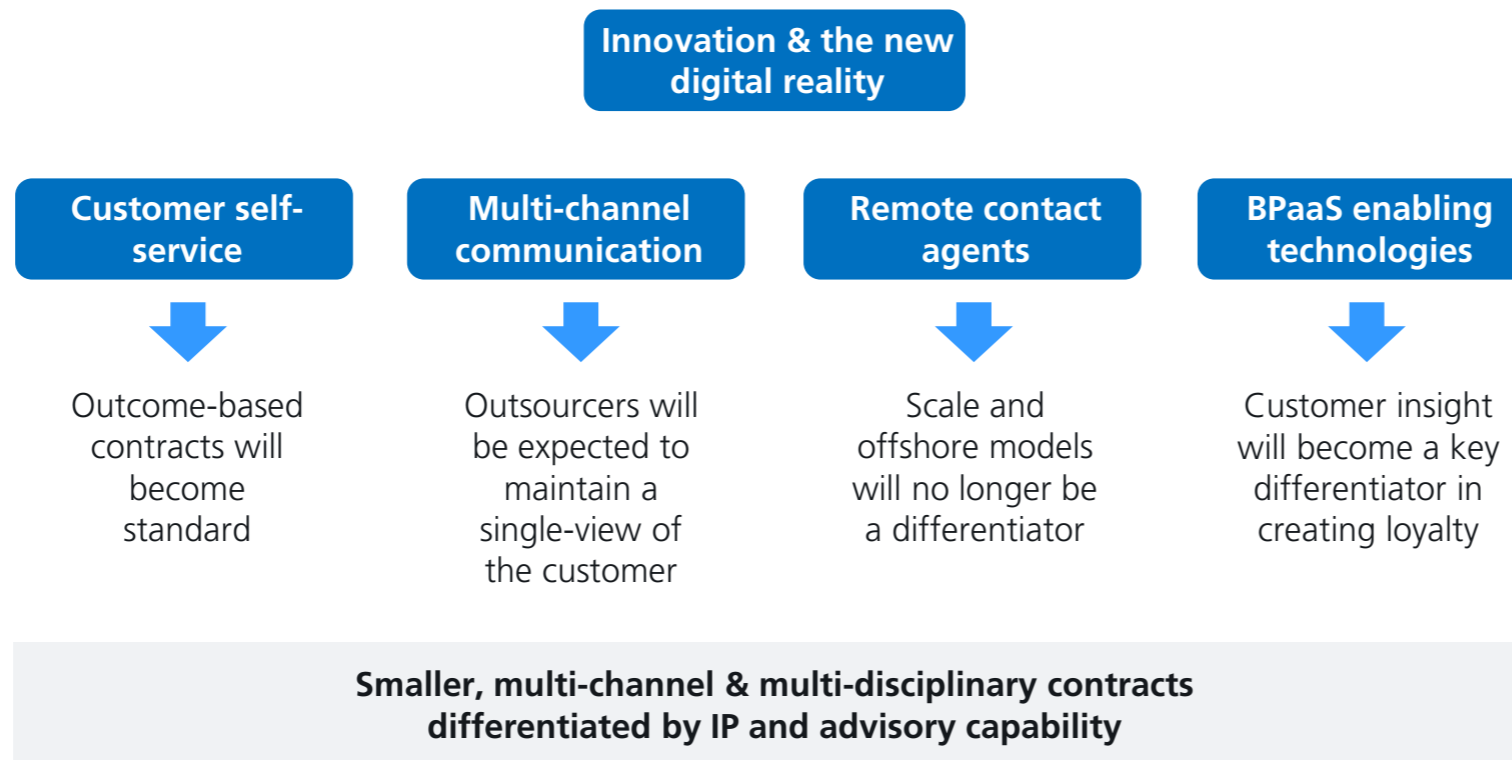 Innovation & the new
digital reality
Customer self-
service
Multi-channel
communication
Remote contact
agents
BPaaS enabling
technologies
Outcome-based
contracts will
become
standard
Outsourcers will
be expected to
maintain a
single-view of
the customer
Scale and
offshore models
will no longer be
a differentiator
Customer insight
will become a key
differentiator in
creating loyalty
Smaller, multi-channel & multi-disciplinary contracts
differentiated by IP and advisory capability